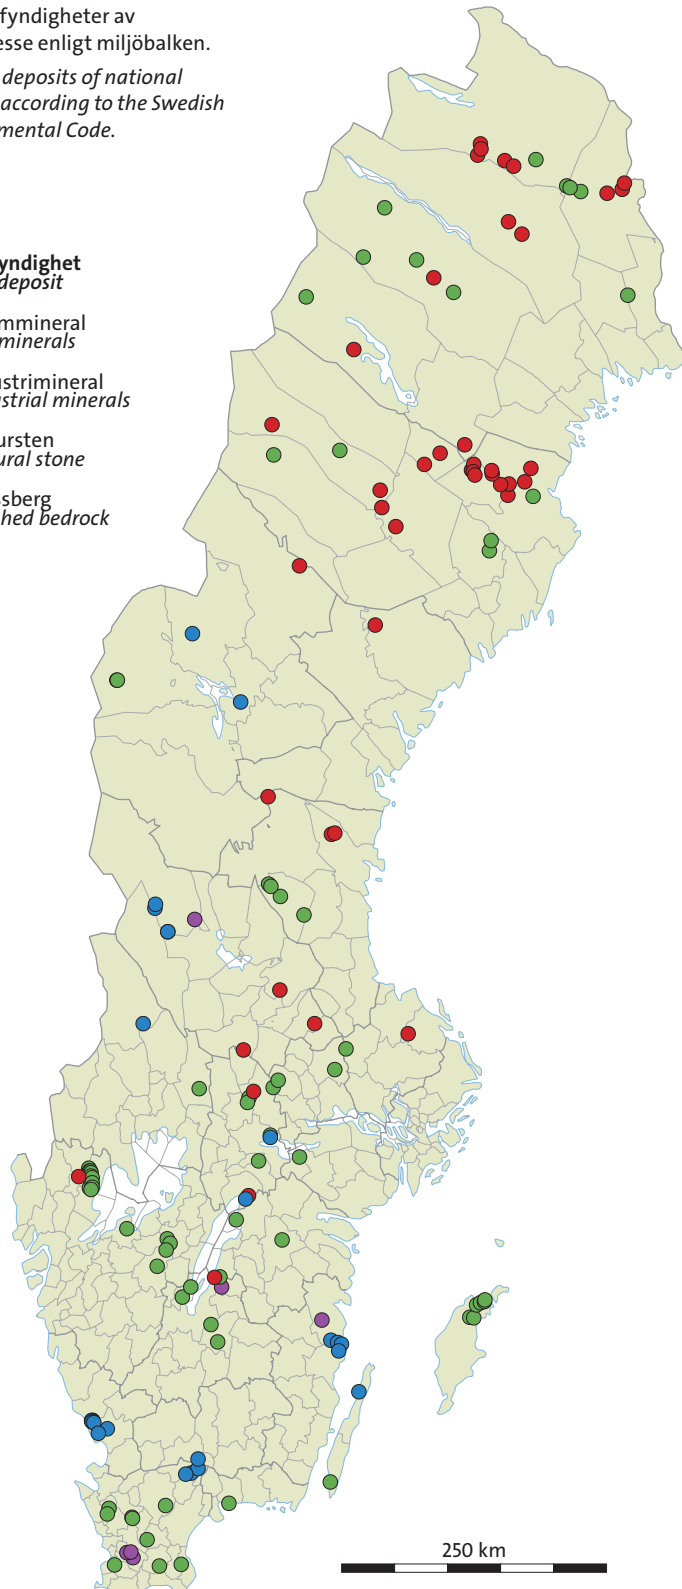 fyndigheter av
esse enligt miljöbalken.
deposits of national
according to the Swedish
mental Code.
yndighet
deposit
mmineral
minerals
ustrimineral
strial minerals
ursten
ural stone
ssberg
hed bedrock
250 km